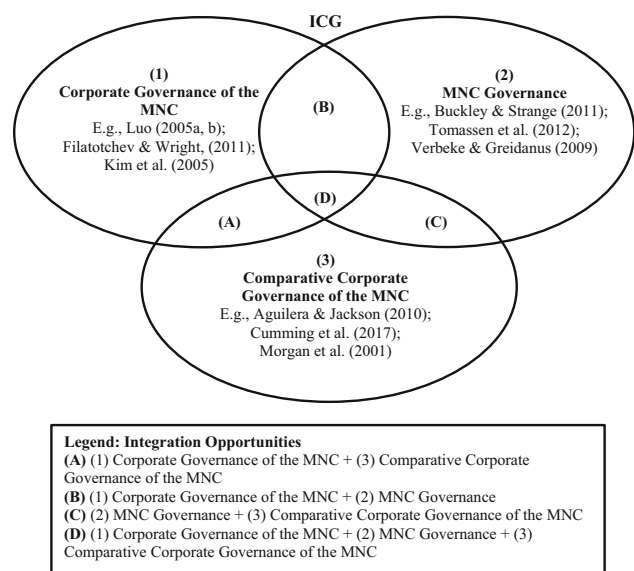 ICG
(1)
Corporate Governance of the
MNC
E.g., Luo (2005a, b);
Filatotchev & Wright, (2011);
Kim et al. (2005)
(B)
(2)
MNC Governance
E.g., Buckley & Strange (2011);
Tomassen et al. (2012);
Verbeke & Greidanus (2009)
(D)
(A)
(C)
(3)
Comparative Corporate
Governance of the MNC
E.g., Aguilera & Jackson (2010);
Cumming et al. (2017);
Morgan et al. (2001)
Legend: Integration Opportunities
(A) (1) Corporate Governance of the MNC + (3) Comparative Corporate
Governance of the MNC
(B) (1) Corporate Governance of the MNC + (2) MNC Governance
(C) (2) MNC Governance + (3) Comparative Corporate Governance of the MNC
(D) (1) Corporate Governance of the MNC + (2) MNC Governance + (3)
Comparative Corporate Governance of the MNC